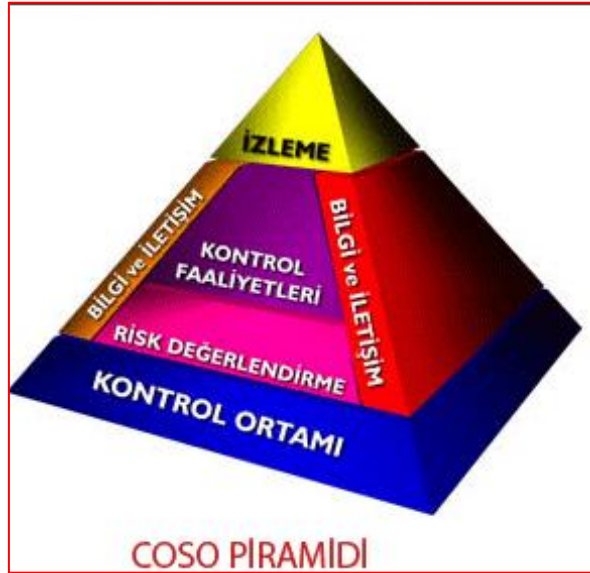 İZLEME
BİLGİ ve İLETİŞİM
KONTROL
FAALİYETLERİ
BİLGİ ve İLETİŞİM
RİSK DEĞERLENDİRME
KONTROL ORTAMI
COSO PİRAMİDİ